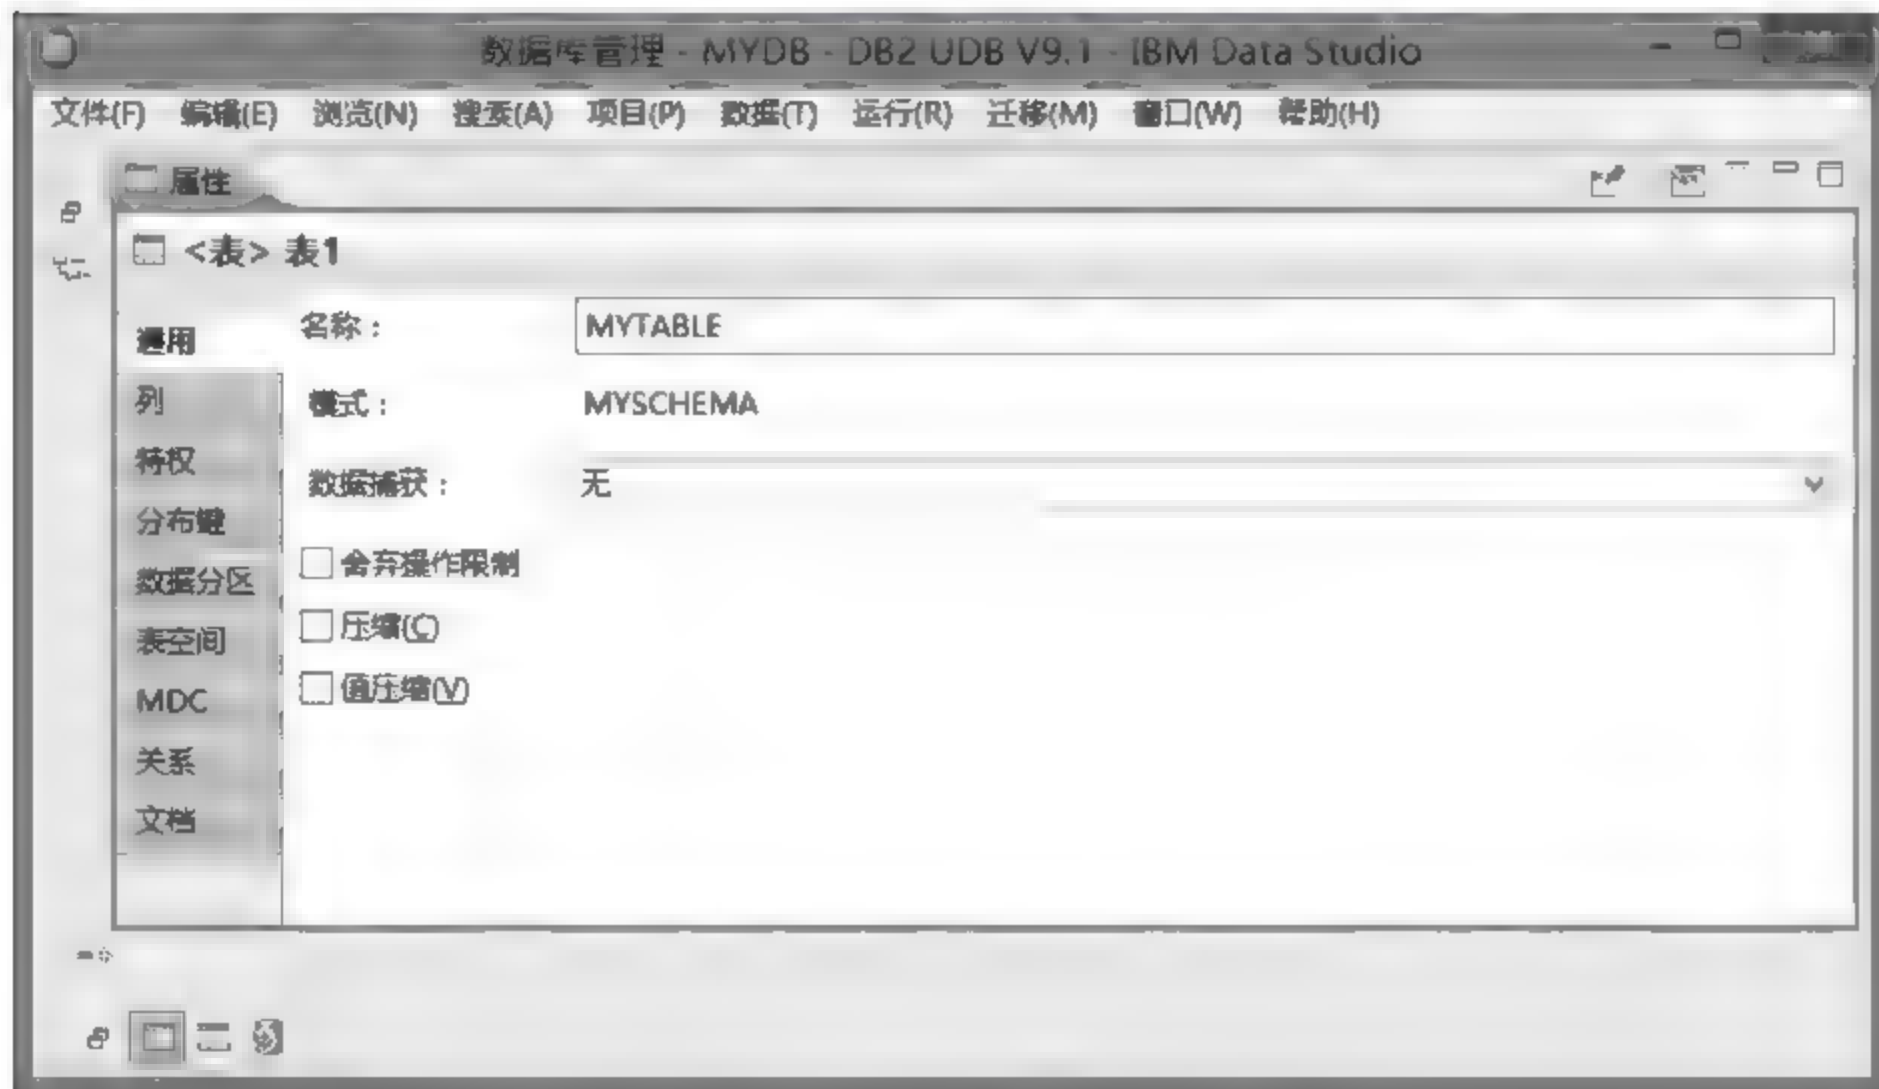 数据库管理 - MYDB - DB2 UDB V9.1 - IBM Data Studio
文件(F) 编辑(E) 浏览(N) 搜索(A) 项目(P) 数据(T) 运行(R) 迁移(M) 窗口(W) 帮助(H)
属性
<表> 表1
通用
名称： MYTABLE
列
模式： MYSCHEMA
特权
数据捕获： 无
分布键
舍弃操作限制
数据分区
压缩(C)
表空间
值压缩(V)
MDC
关系
文档